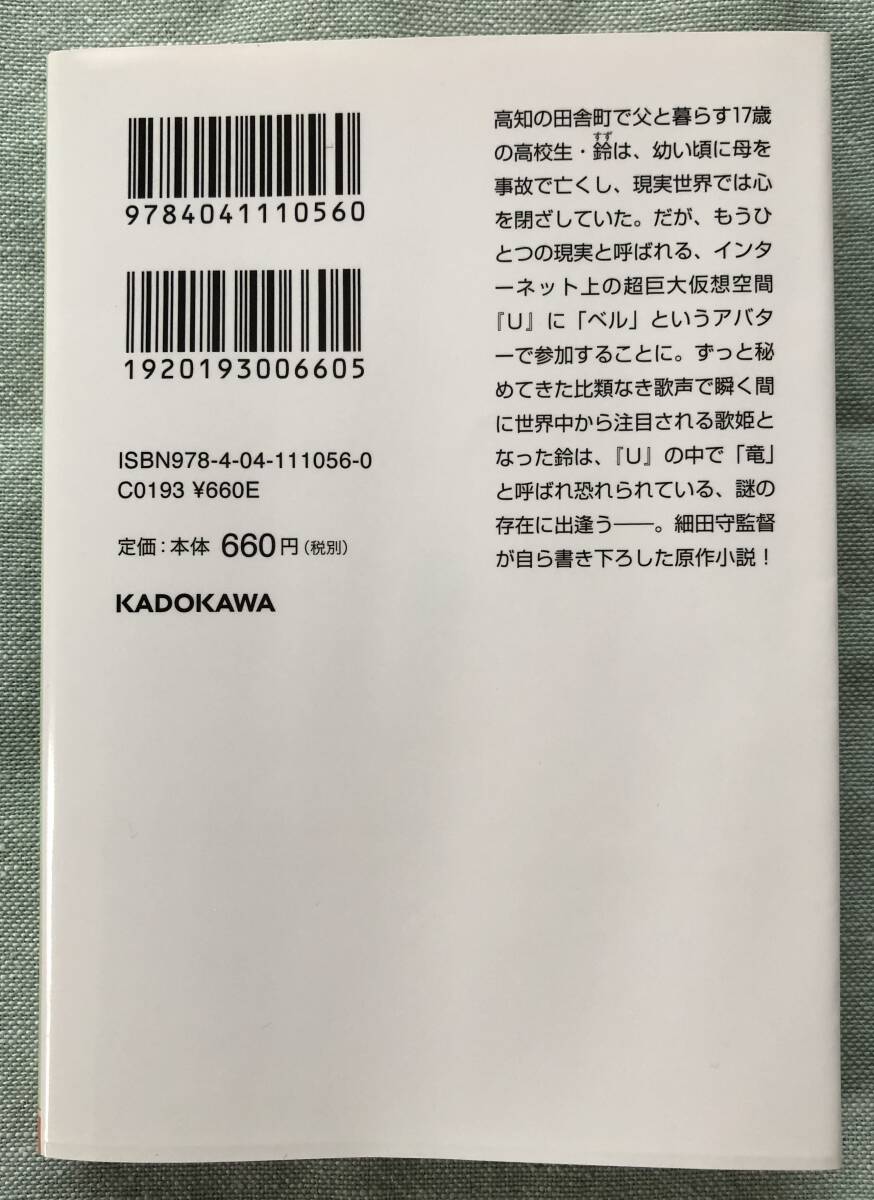 9784041110560
1920193006605
ISBN978-4-04-111056-0
C0193 ¥660E
定価：本体 660円（税別）
KADOKAWA
高知の田舎町で父と暮らす17歳
すず
の高校生・鈴は、幼い頃に母を
事故で亡くし、現実世界では心
を閉ざしていた。だが、もうひ
とつの現実と呼ばれる、インタ
ーネット上の超巨大仮想空間
『U』に「ベル」というアバタ
ーで参加することに。ずっと秘
めてきた比類なき歌声で瞬く間
に世界中から注目される歌姫と
なった鈴は、『U』の中で「竜」
と呼ばれ恐れられている、謎の
存在に出逢う――。細田守監督
が自ら書き下ろした原作小説！